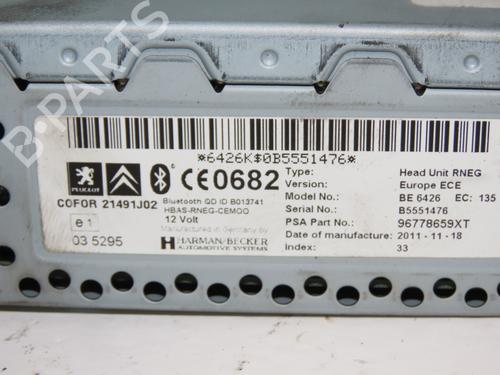 *6426K$0B5551476*
PEUGEOT
CE0682
COFOR 21491J02
Bluetooth QD ID B013741
HBAS-RNEG-CEMOO
12 Volt
e1
03 5295
Manufactured in Germany by
HARMAN/BECKER
AUTOMOTIVE SYSTEMS
Type: Head Unit RNEG
Version: Europe ECE
Model No.: BE 6426 EC: 135
Serial No.: B5551476
PSA Part No.: 96778659XT
Date of manufacture: 2011-11-18
Index: 33
B-PARTS